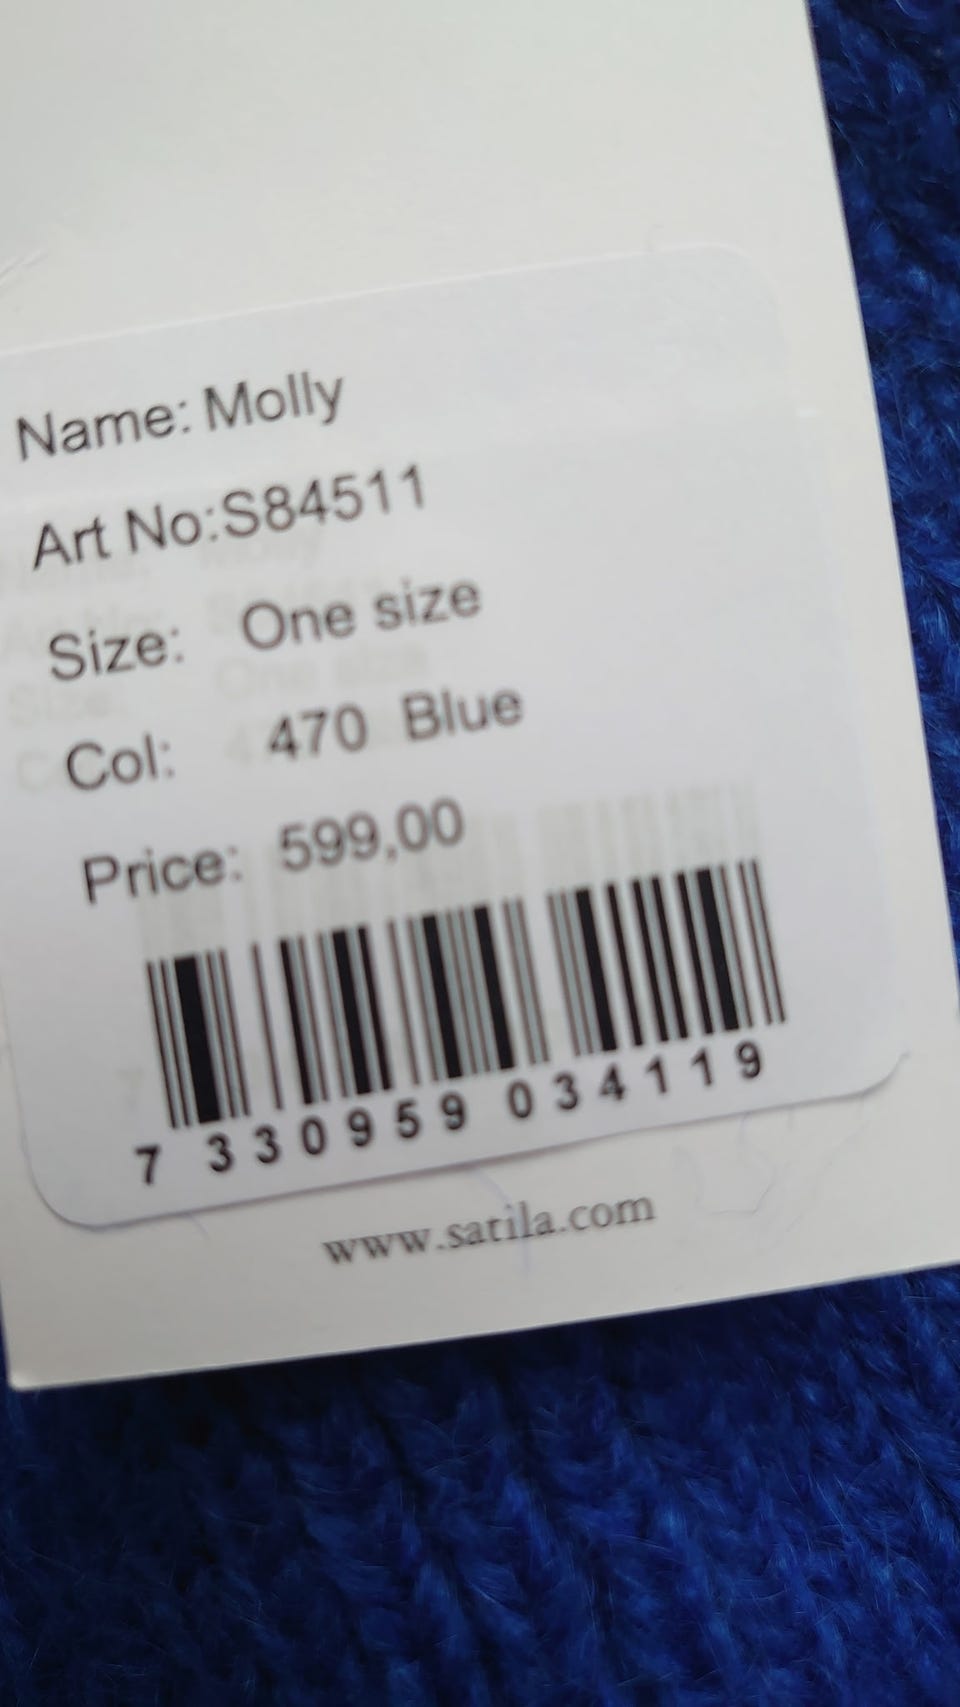 Name: Molly
Art No:S84511
Size: One size
Col: 470 Blue
Price: 599,00
7 330959 034119
www.satila.com